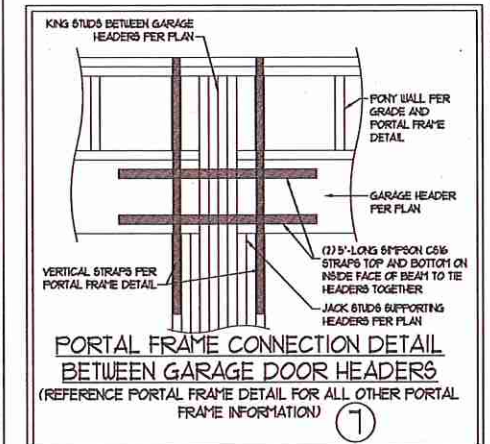 KING STUDS BETWEEN GARAGE
HEADERS PER PLAN
PONY WALL PER
GRADE AND
PORTAL FRAME
DETAIL
GARAGE HEADER
PER PLAN
(2) 5'-LONG SIMPSON CS16
STRAPS TOP AND BOTTOM ON
INSIDE FACE OF BEAM TO TIE
HEADERS TOGETHER
VERTICAL STRAPS PER
PORTAL FRAME DETAIL
JACK STUDS SUPPORTING
HEADERS PER PLAN
PORTAL FRAME CONNECTION DETAIL
BETWEEN GARAGE DOOR HEADERS
(REFERENCE PORTAL FRAME DETAIL FOR ALL OTHER PORTAL
FRAME INFORMATION)
7